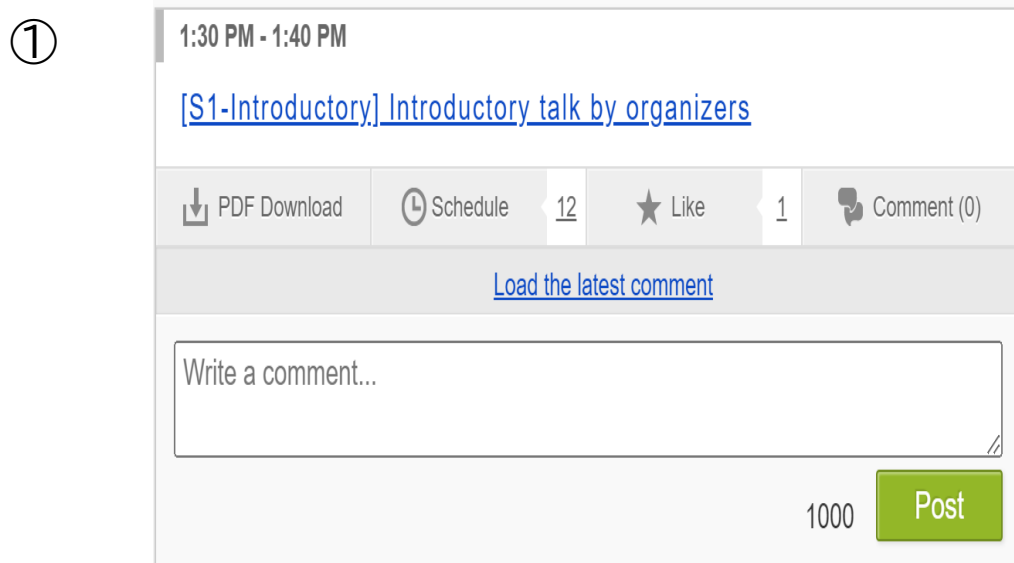 ①
1:30 PM - 1:40 PM
[S1-Introductory] Introductory talk by organizers
PDF Download Schedule 12 Like 1 Comment (0)
Load the latest comment
Write a comment...
1000 Post